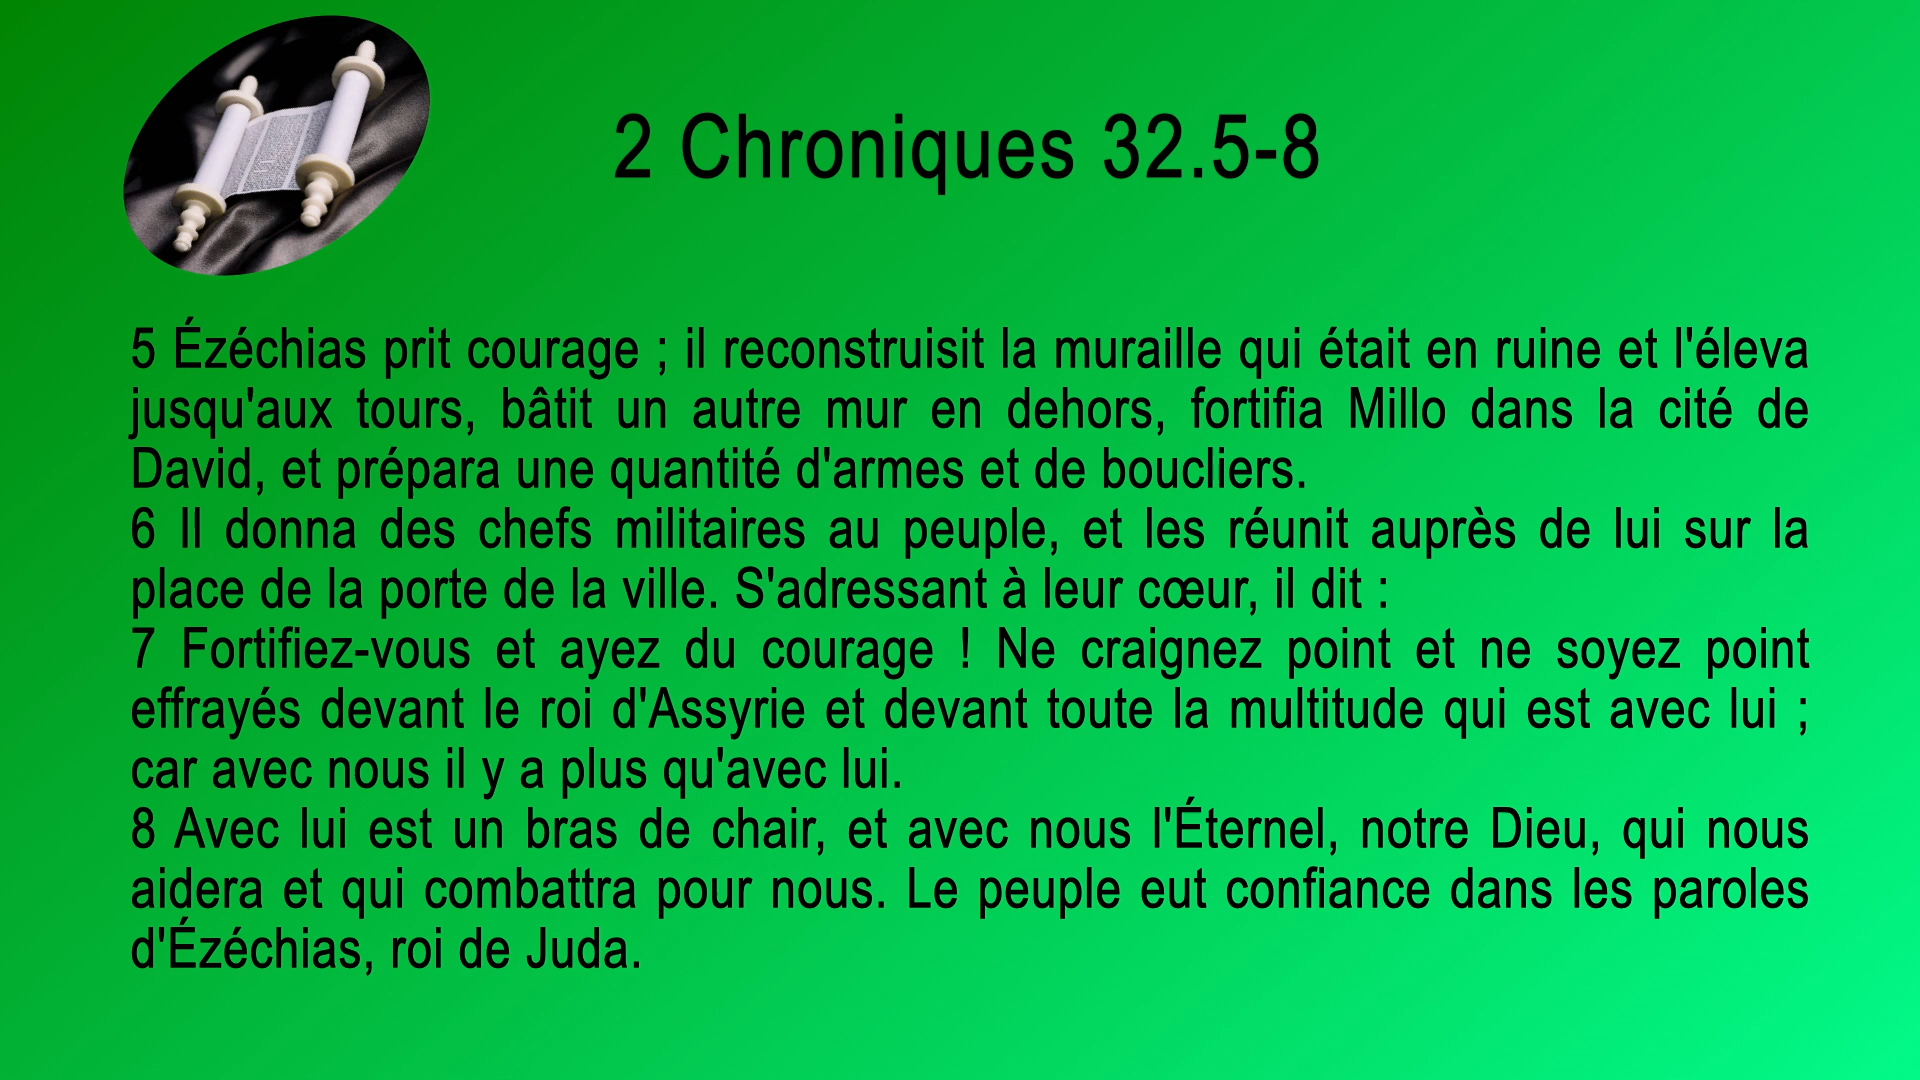 2 Chroniques 32.5-8
5 Ézéchias prit courage ; il reconstruisit la muraille qui était en ruine et l'éleva
jusqu'aux tours, bâtit un autre mur en dehors, fortifia Millo dans la cité de
David, et prépara une quantité d'armes et de boucliers.
6 Il donna des chefs militaires au peuple, et les réunit auprès de lui sur la
place de la porte de la ville. S'adressant à leur cœur, il dit :
7 Fortifiez-vous et ayez du courage ! Ne craignez point et ne soyez point
effrayés devant le roi d'Assyrie et devant toute la multitude qui est avec lui ;
car avec nous il y a plus qu'avec lui.
8 Avec lui est un bras de chair, et avec nous l'Éternel, notre Dieu, qui nous
aidera et qui combattra pour nous. Le peuple eut confiance dans les paroles
d'Ézéchias, roi de Juda.